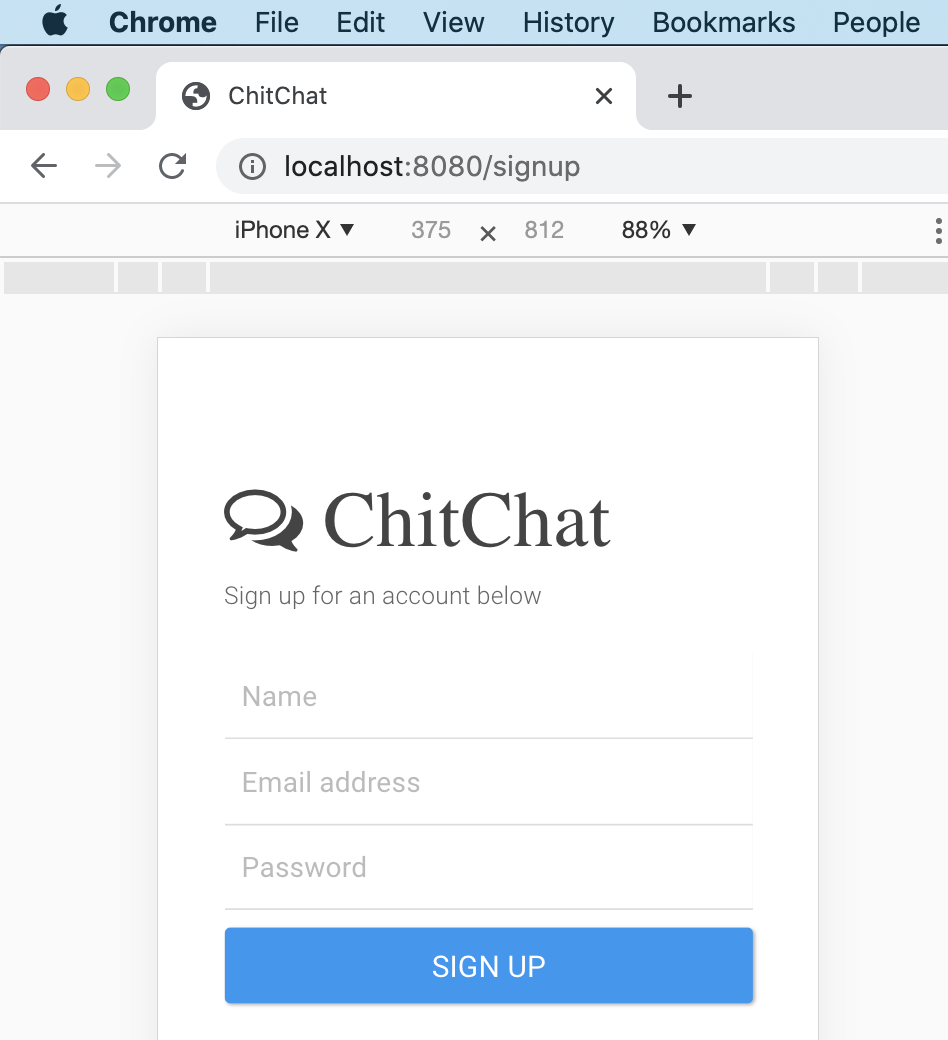 Chrome File Edit View History Bookmarks People
ChitChat
localhost:8080/signup
iPhone X ▼ 375 × 812 88% ▼
ChitChat
Sign up for an account below
Name
Email address
Password
SIGN UP